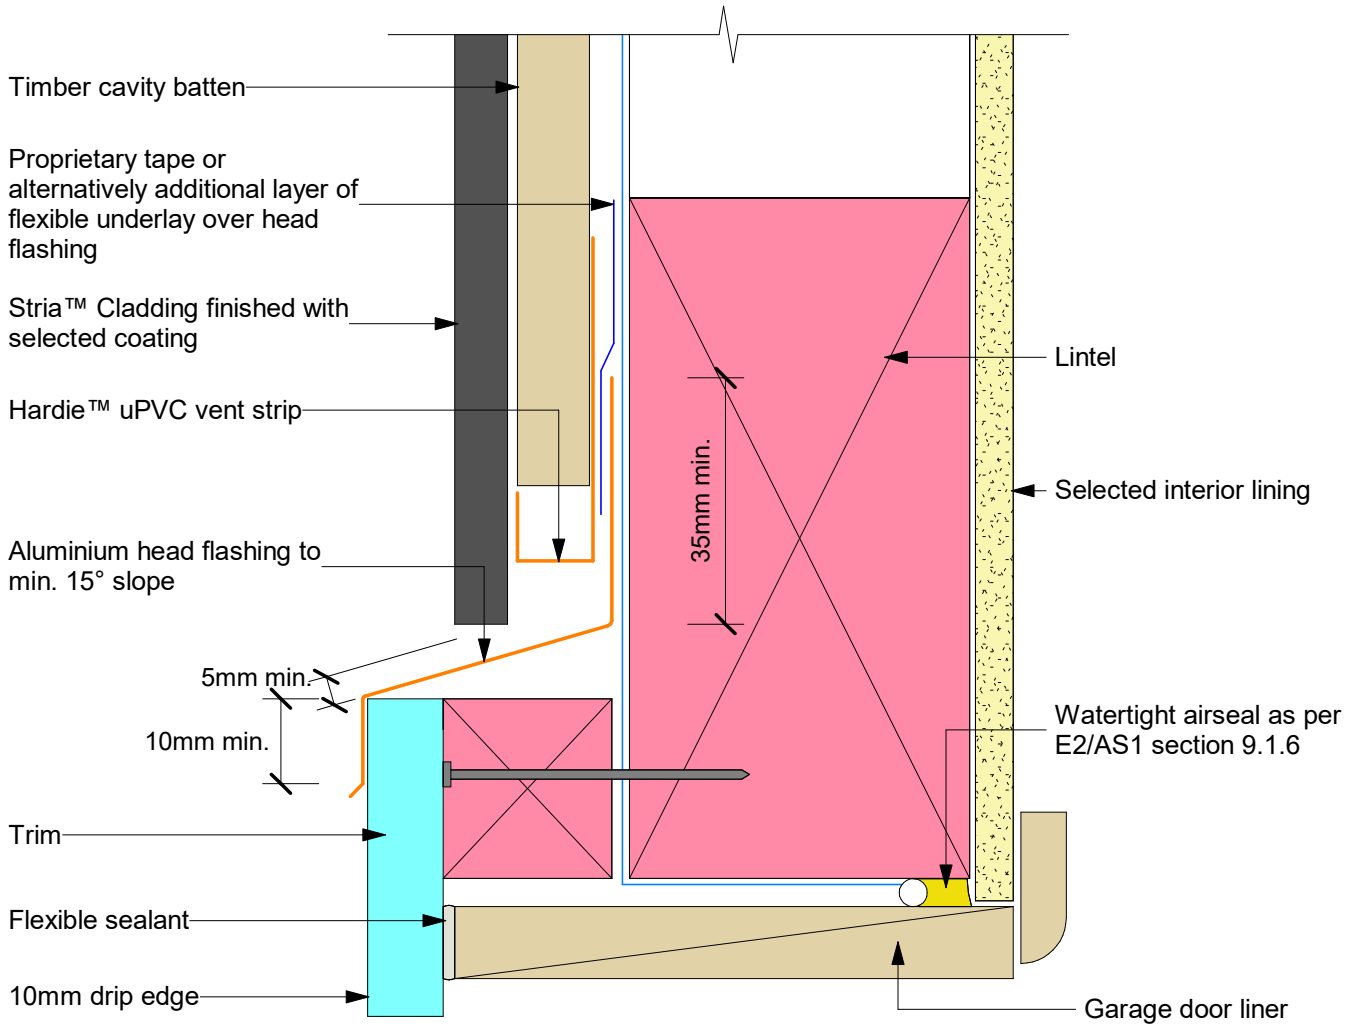 Timber cavity batten
Proprietary tape or
alternatively additional layer of
flexible underlay over head
flashing
Stria™ Cladding finished with
selected coating
Hardie™ uPVC vent strip
Aluminium head flashing to
min. 15° slope
5mm min.
10mm min.
Trim
Flexible sealant
10mm drip edge
35mm min.
Lintel
Selected interior lining
Watertight airseal as per
E2/AS1 section 9.1.6
Garage door liner